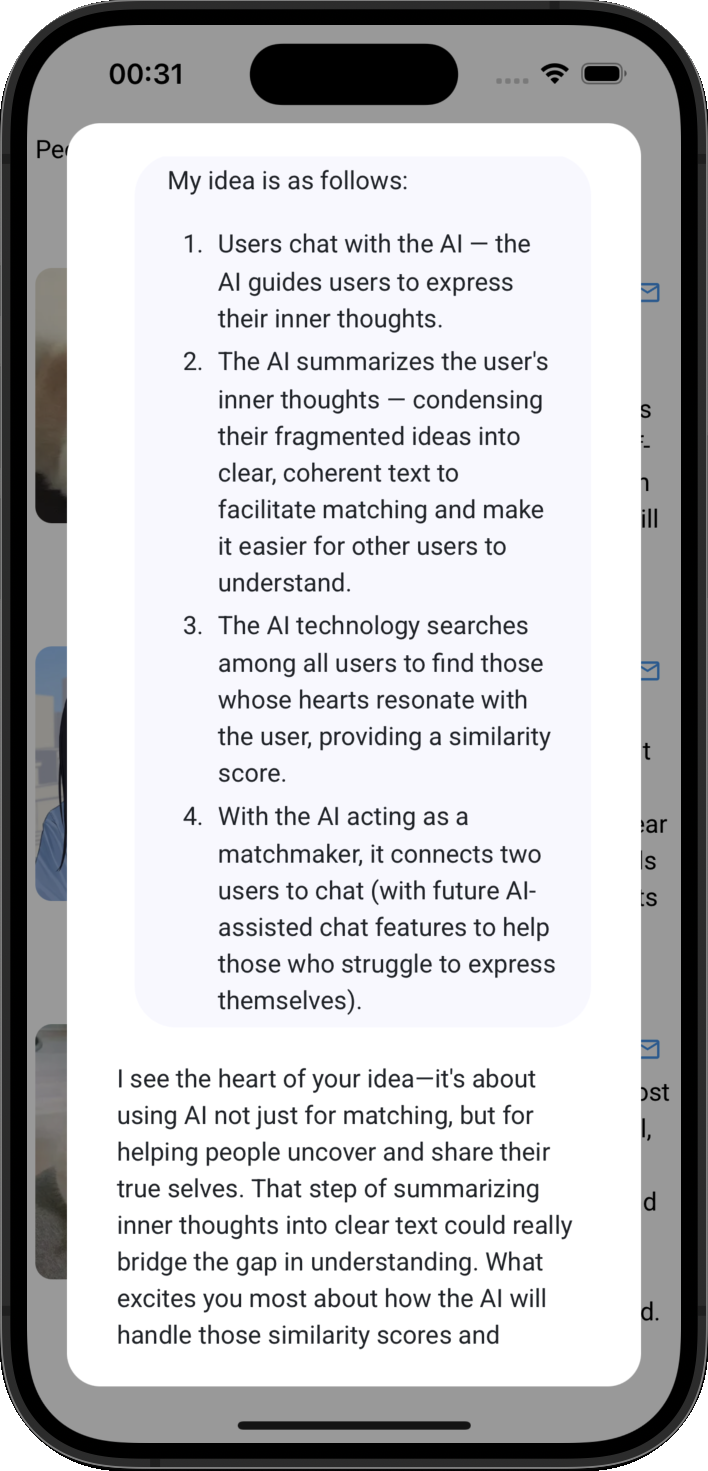 00:31
Pe
My idea is as follows:
1. Users chat with the AI — the
AI guides users to express
their inner thoughts.
2. The AI summarizes the user's
inner thoughts — condensing
their fragmented ideas into
clear, coherent text to
facilitate matching and make
it easier for other users to
understand.
3. The AI technology searches
among all users to find those
whose hearts resonate with
the user, providing a similarity
score.
4. With the AI acting as a
matchmaker, it connects two
users to chat (with future AI-
assisted chat features to help
those who struggle to express
themselves).
I see the heart of your idea—it's about
using AI not just for matching, but for
helping people uncover and share their
true selves. That step of summarizing
inner thoughts into clear text could really
bridge the gap in understanding. What
excites you most about how the AI will
handle those similarity scores and